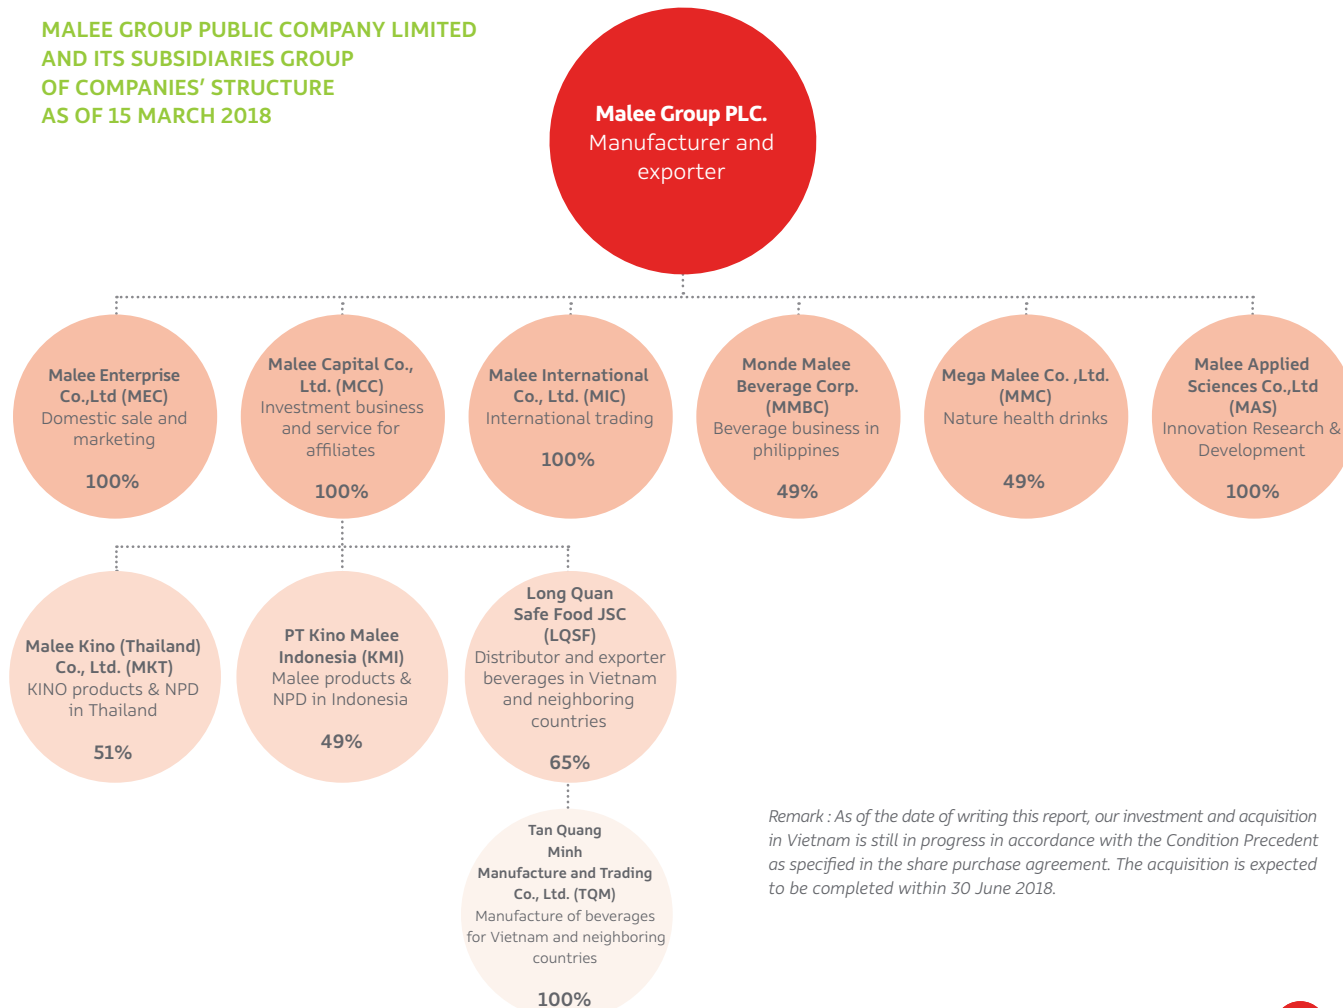 MALEE GROUP PUBLIC COMPANY LIMITED
AND ITS SUBSIDIARIES GROUP
OF COMPANIES’ STRUCTURE
AS OF 15 MARCH 2018
Malee Group PLC.
Manufacturer and
exporter
Malee Enterprise
Co.,Ltd (MEC)
Domestic sale and
marketing
100%
Malee Capital Co.,
Ltd. (MCC)
Investment business
and service for
affiliates
100%
Malee International
Co., Ltd. (MIC)
International trading
100%
Monde Malee
Beverage Corp.
(MMBC)
Beverage business in
philippines
49%
Mega Malee Co. ,Ltd.
(MMC)
Nature health drinks
49%
Malee Applied
Sciences Co.,Ltd
(MAS)
Innovation Research &
Development
100%
Malee Kino (Thailand)
Co., Ltd. (MKT)
KINO products & NPD
in Thailand
51%
PT Kino Malee
Indonesia (KMI)
Malee products &
NPD in Indonesia
49%
Long Quan
Safe Food JSC
(LQSF)
Distributor and exporter
beverages in Vietnam
and neighboring
countries
65%
Tan Quang
Minh
Manufacture and Trading
Co., Ltd. (TQM)
Manufacture of beverages
for Vietnam and neighboring
countries
100%
Remark : As of the date of writing this report, our investment and acquisition
in Vietnam is still in progress in accordance with the Condition Precedent
as specified in the share purchase agreement. The acquisition is expected
to be completed within 30 June 2018.